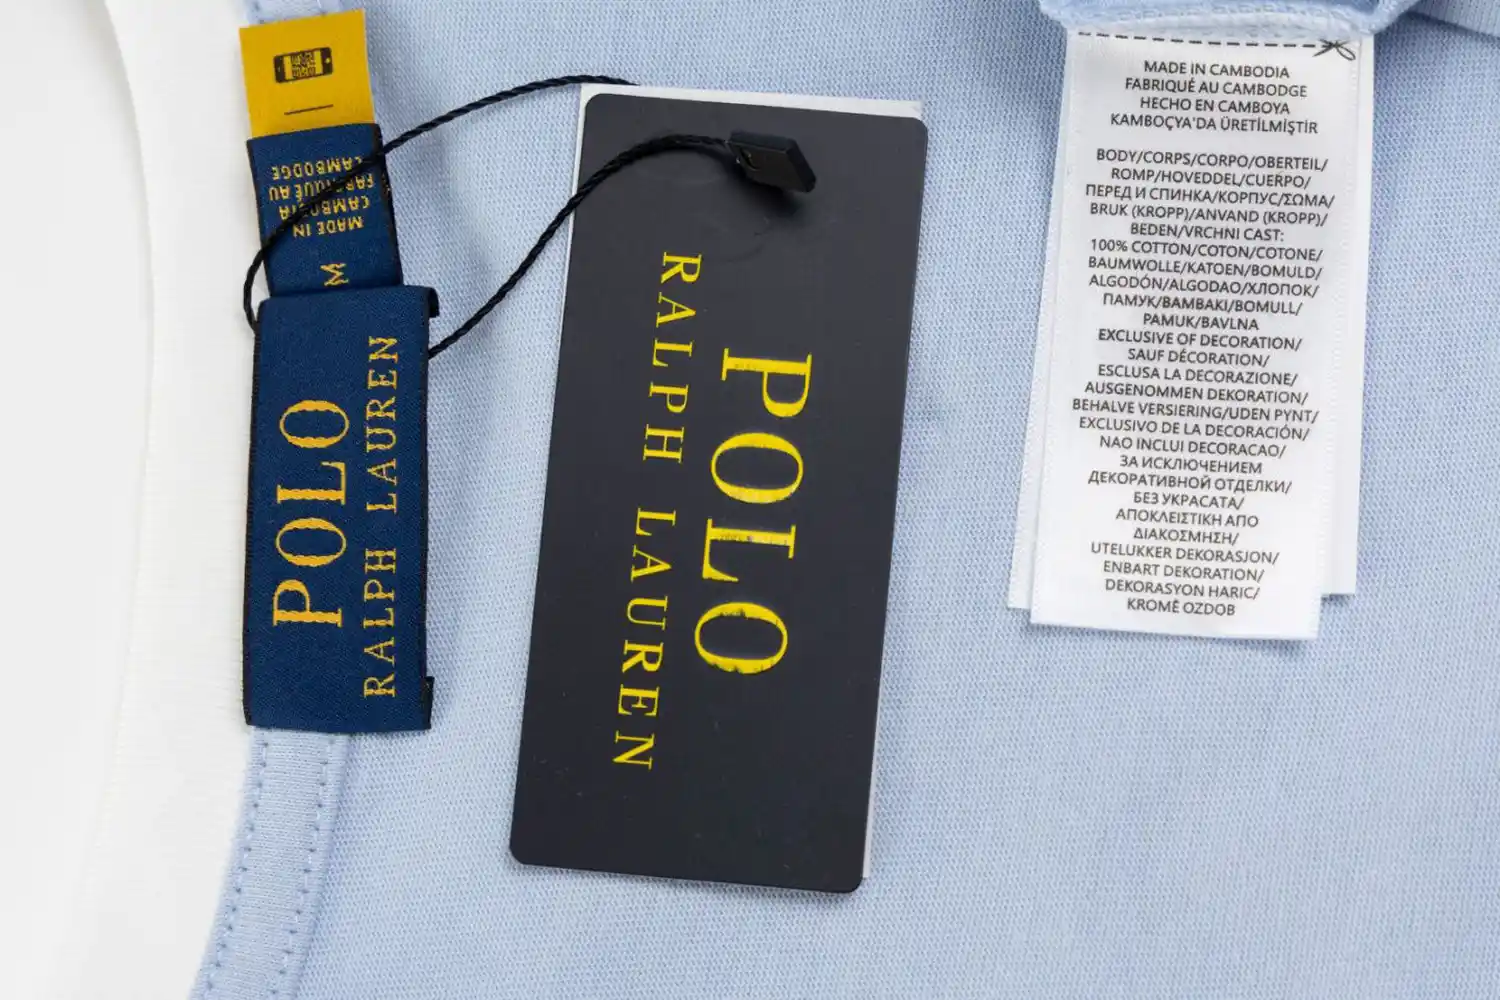 MADE IN
CAMBODIA
FABRIQUÉ AU
CAMBODGE
M
POLO
RALPH LAUREN
POLO
RALPH LAUREN
MADE IN CAMBODIA
FABRIQUÉ AU CAMBODGE
HECHO EN CAMBOYA
KAMBOÇYA'DA ÜRETİLMİŞTİR
BODY/CORPS/CORPO/OBERTEIL/
ROMP/HOVEDDEL/CUERPO/
ПЕРЕД И СПИНКА/КОРПУС/ΣΩΜΑ/
BRUK (KROPP)/ANVAND (KROPP)/
BEDEN/VRCHNI CAST:
100% COTTON/COTON/COTONE/
BAUMWOLLE/KATOEN/BOMULD/
ALGODÓN/ALGODAO/ХЛОПОК/
ПАМУК/BAMBAKI/BOMULL/
PAMUK/BAVLNA
EXCLUSIVE OF DECORATION/
SAUF DÉCORATION/
ESCLUSA LA DECORAZIONE/
AUSGENOMMEN DEKORATION/
BEHALVE VERSIERING/UDEN PYNT/
EXCLUSIVO DE LA DECORACIÓN/
NAO INCLUI DECORACAO/
ЗА ИСКЛЮЧЕНИЕМ
ДЕКОРАТИВНОЙ ОТДЕЛКИ/
БЕЗ УКРАСАТА/
ΑΠΟΚΛΕΙΣΤΙΚΗ ΑΠΟ
ΔΙΑΚΟΣΜΗΣΗ/
UTELUKKER DEKORASJON/
ENBART DEKORATION/
DEKORASYON HARIC/
KROMĚ OZDOB